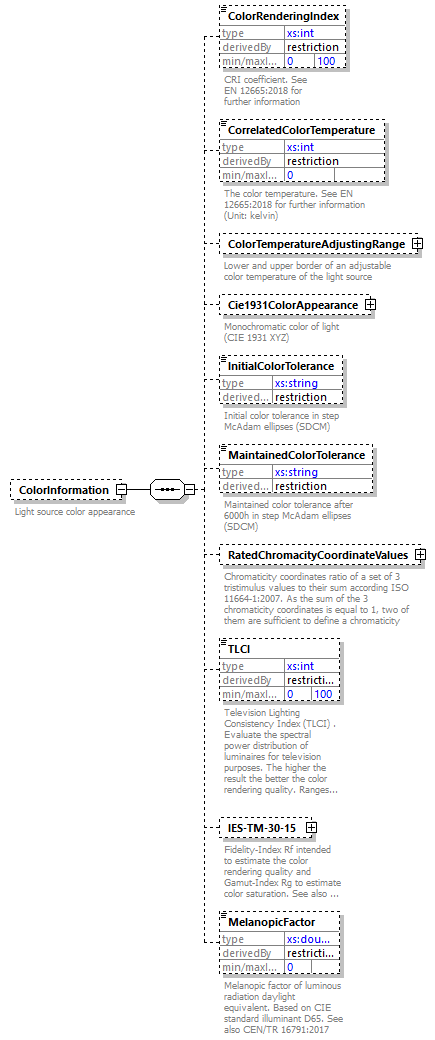 ColorRenderingIndex
type xs:int
derivedBy restriction
min/maxI... 0 100
CRI coefficient. See
EN 12665:2018 for
further information
CorrelatedColorTemperature
type xs:int
derivedBy restriction
min/maxI... 0
The color temperature. See EN
12665:2018 for further information
(Unit: kelvin)
ColorTemperatureAdjustingRange
Lower and upper border of an adjustable
color temperature of the light source
Cie1931ColorAppearance
Monochromatic color of light
(CIE 1931 XYZ)
InitialColorTolerance
type xs:string
derived... restriction
Initial color tolerance in step
McAdam ellipses (SDCM)
MaintainedColorTolerance
type xs:string
derived... restriction
Maintained color tolerance after
6000h in step McAdam ellipses
(SDCM)
ColorInformation
Light source color appearance
RatedChromacityCoordinateValues
Chromaticity coordinates ratio of a set of 3
tristimulus values to their sum according ISO
11664-1:2007. As the sum of the 3
chromaticity coordinates is equal to 1, two of
them are sufficient to define a chromaticity
TLCI
type xs:int
derivedBy restricti...
min/maxI... 0 100
Television Lighting
Consistency Index (TLCI) .
Evaluate the spectral
power distribution of
luminaires for television
purposes. The higher the
result the better the color
rendering quality. Ranges...
IES-TM-30-15
Fidelity-Index Rf intended
to estimate the color
rendering quality and
Gamut-Index Rg to estimate
color saturation. See also ...
MelanopicFactor
type xs:dou...
derivedBy restricti...
min/maxI... 0
Melanopic factor of luminous
radiation daylight
equivalent. Based on CIE
standard illuminant D65. See
also CEN/TR 16791:2017